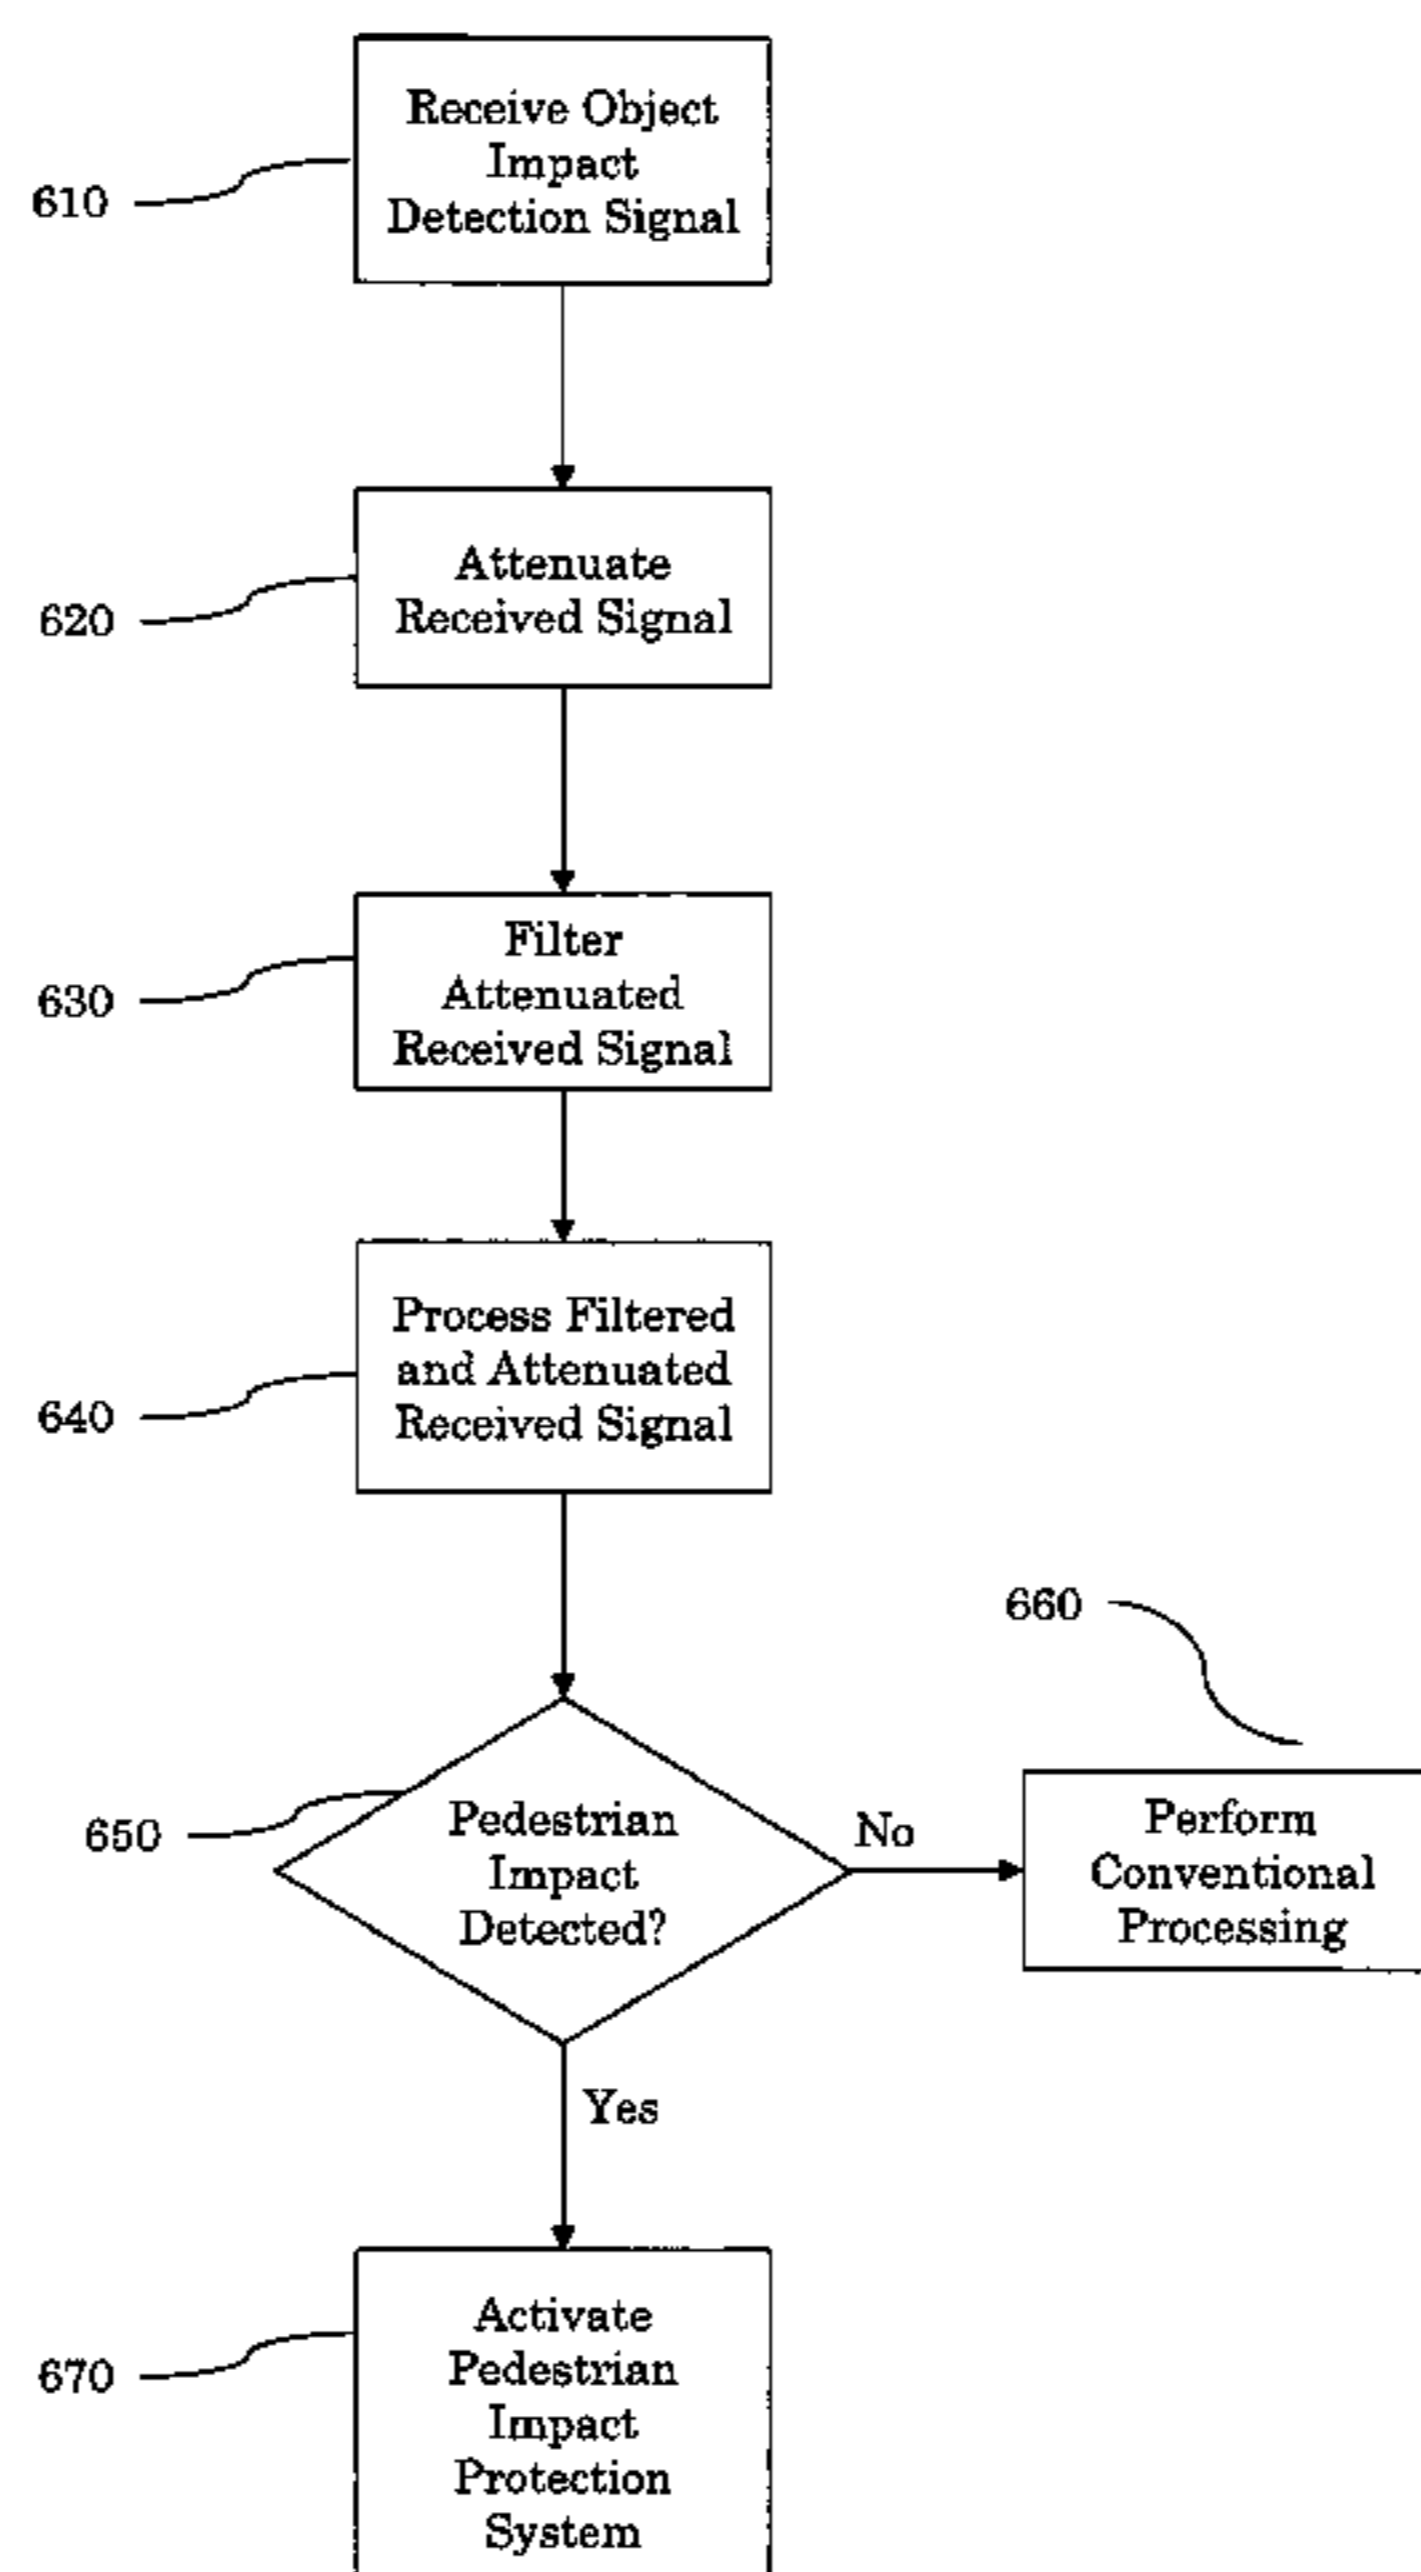 Receive Object
Impact
Detection Signal
610
Attenuate
Received Signal
620
Filter
Attenuated
Received Signal
630
Process Filtered
and Attenuated
Received Signal
640
660
Pedestrian
Impact
Detected?
650
No
Perform
Conventional
Processing
Yes
Activate
Pedestrian
Impact
Protection
System
670